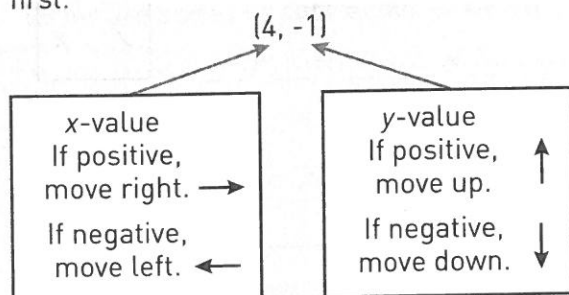 first.
(4, -1)
x-value
If positive,
move right.
If negative,
move left.
y-value
If positive,
move up.
If negative,
move down.